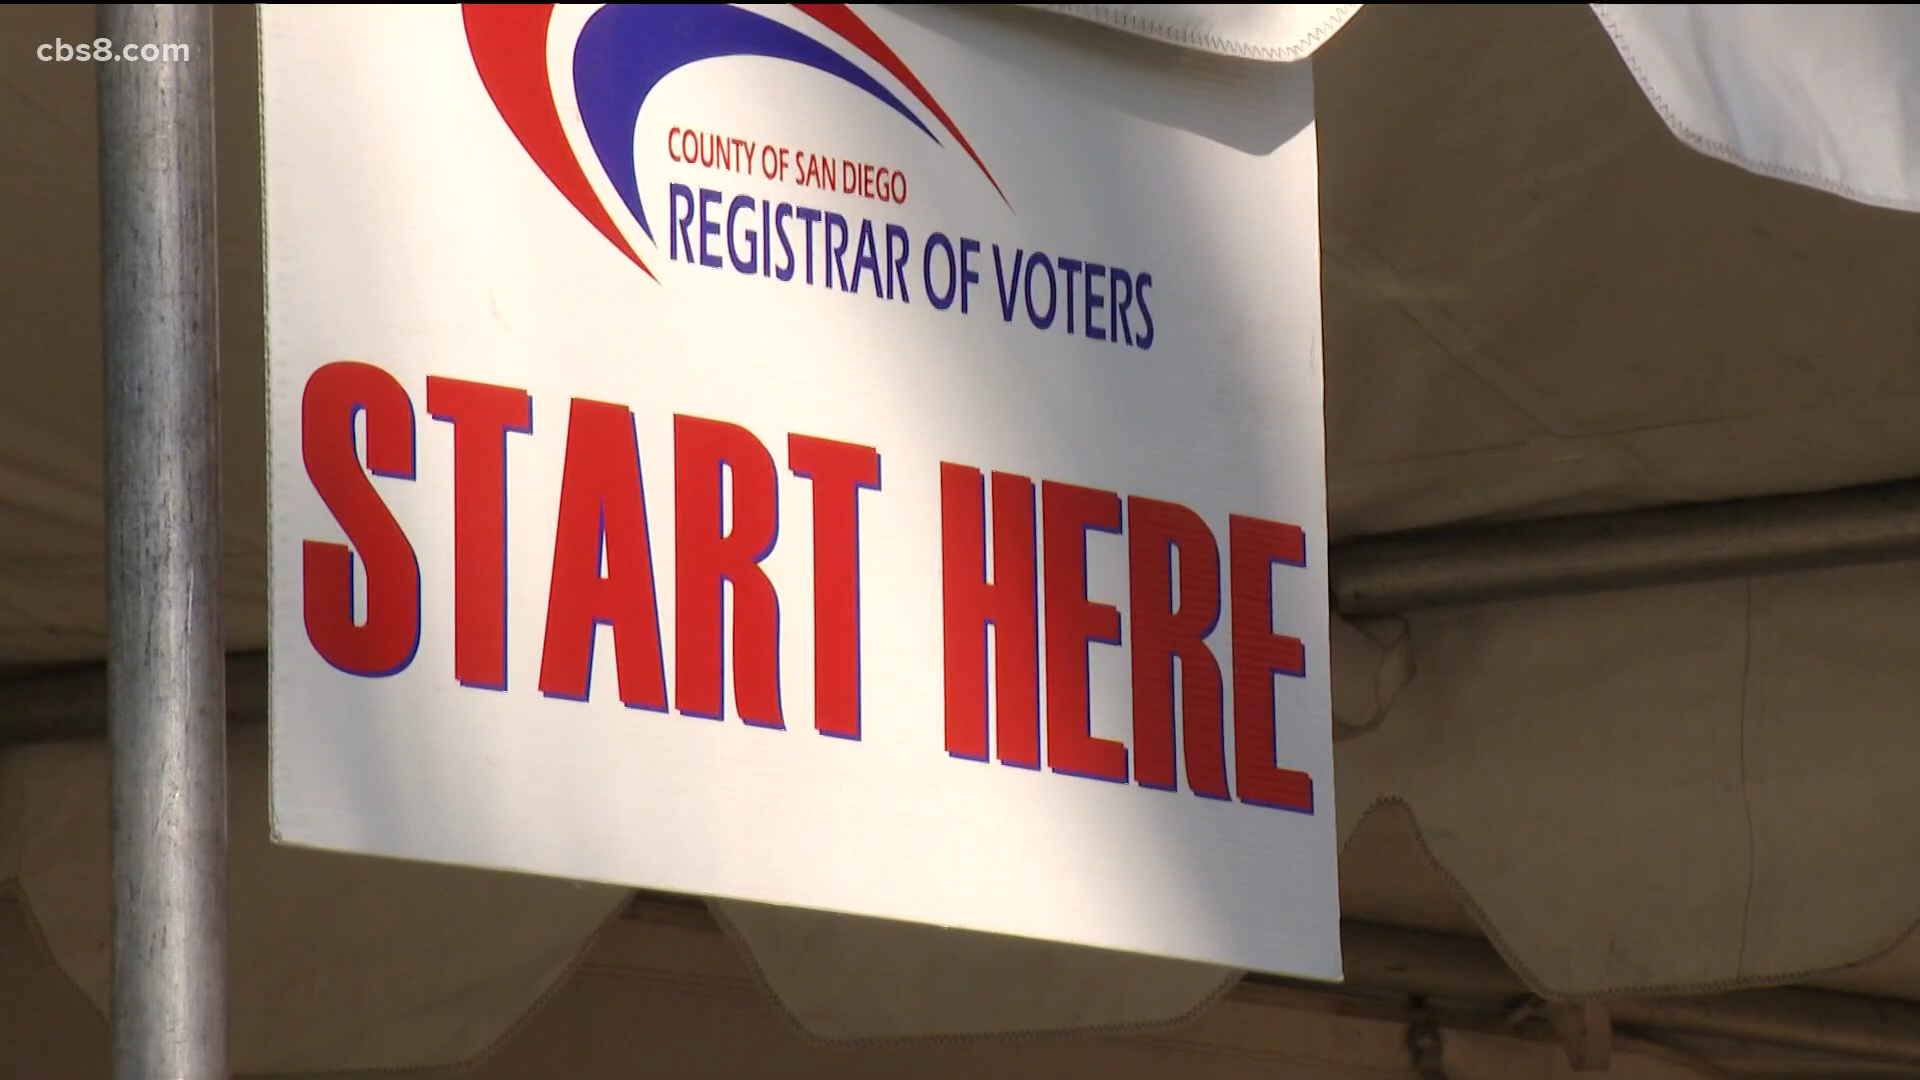 cbs8.com
COUNTY OF SAN DIEGO
REGISTRAR OF VOTERS
START HERE